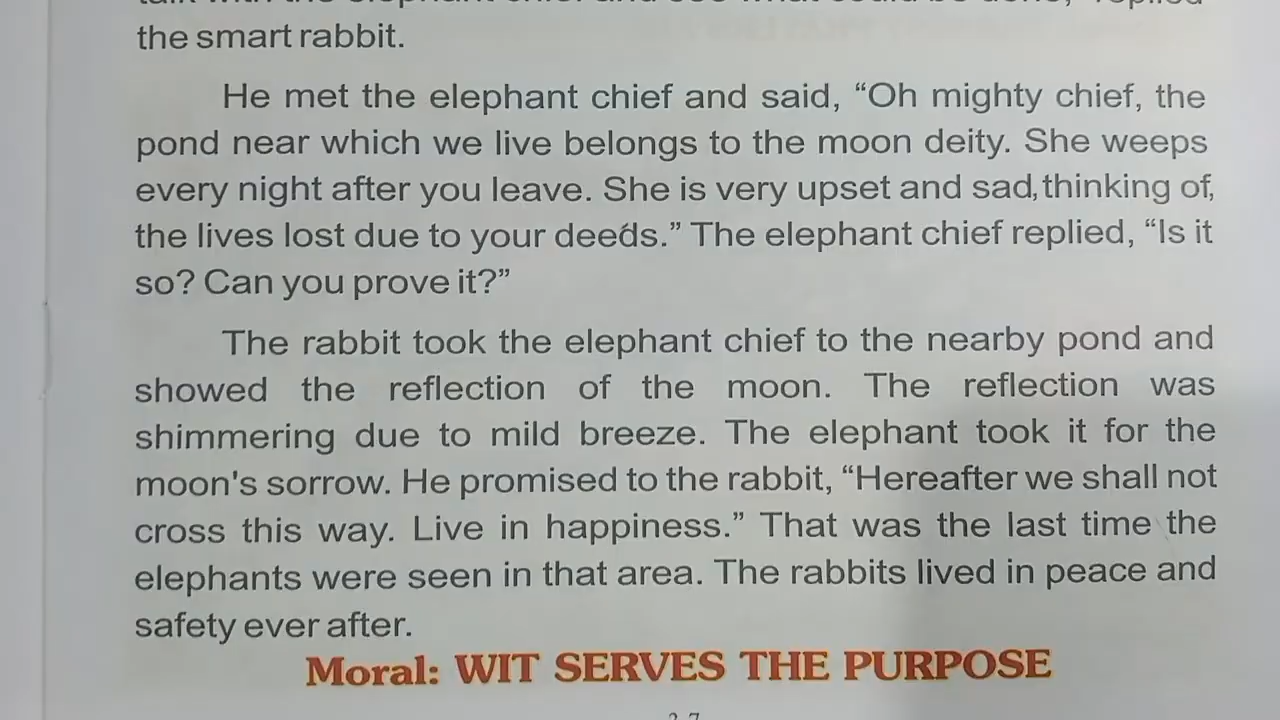 the smart rabbit.
He met the elephant chief and said, “Oh mighty chief, the
pond near which we live belongs to the moon deity. She weeps
every night after you leave. She is very upset and sad, thinking of,
the lives lost due to your deeds.” The elephant chief replied, “Is it
so? Can you prove it?”
The rabbit took the elephant chief to the nearby pond and
showed the reflection of the moon. The reflection was
shimmering due to mild breeze. The elephant took it for the
moon's sorrow. He promised to the rabbit, “Hereafter we shall not
cross this way. Live in happiness.” That was the last time the
elephants were seen in that area. The rabbits lived in peace and
safety ever after.
Moral: WIT SERVES THE PURPOSE